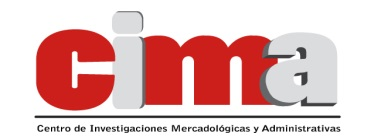 cima
Centro de Investigaciones Mercadológicas y Administrativas